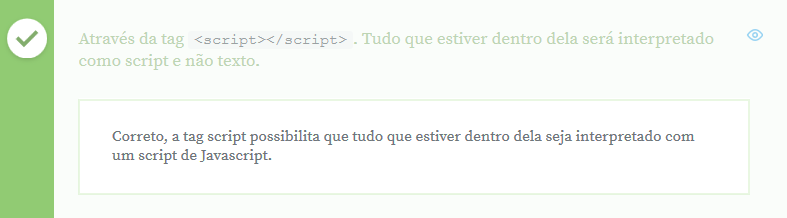 Através da tag <script></script> . Tudo que estiver dentro dela será interpretado
como script e não texto.
Correto, a tag script possibilita que tudo que estiver dentro dela seja interpretado com
um script de Javascript.